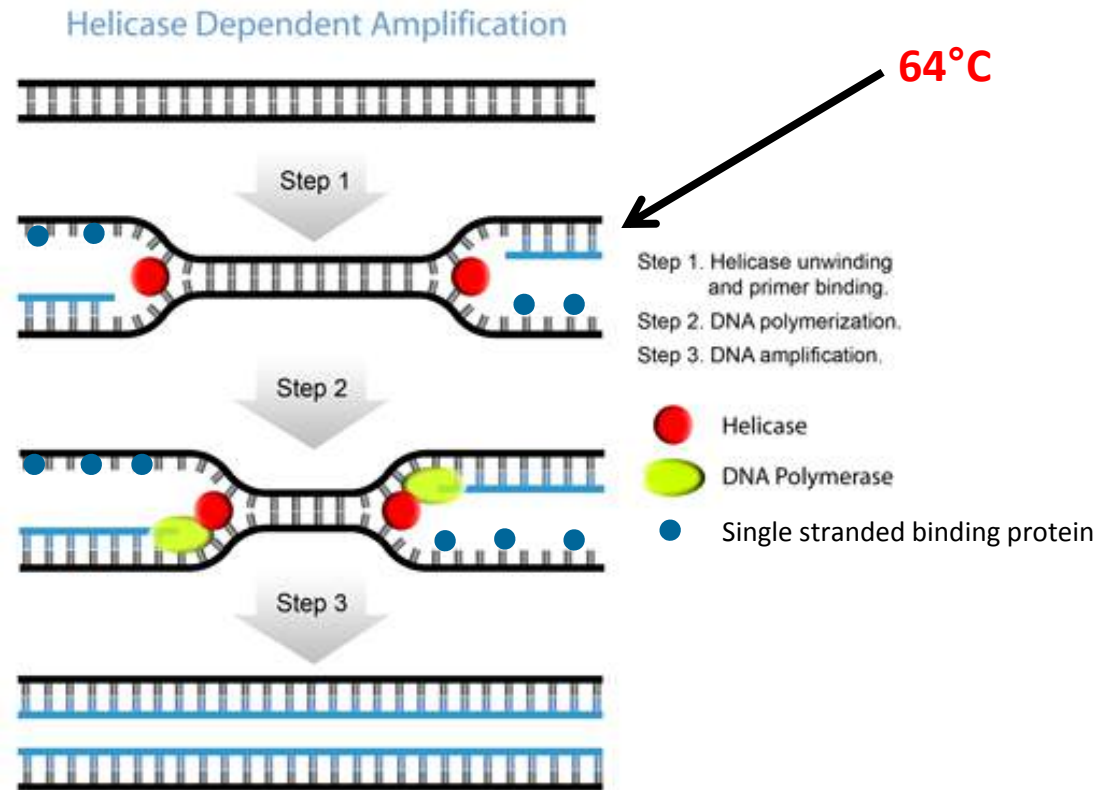 Helicase Dependent Amplification
64°C
Step 1
Step 1. Helicase unwinding
and primer binding.
Step 2. DNA polymerization.
Step 3. DNA amplification.
Step 2
Helicase
DNA Polymerase
Single stranded binding protein
Step 3